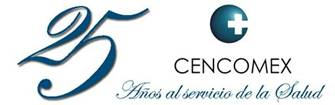 25
CENCOMEX
Años al servicio de la Salud